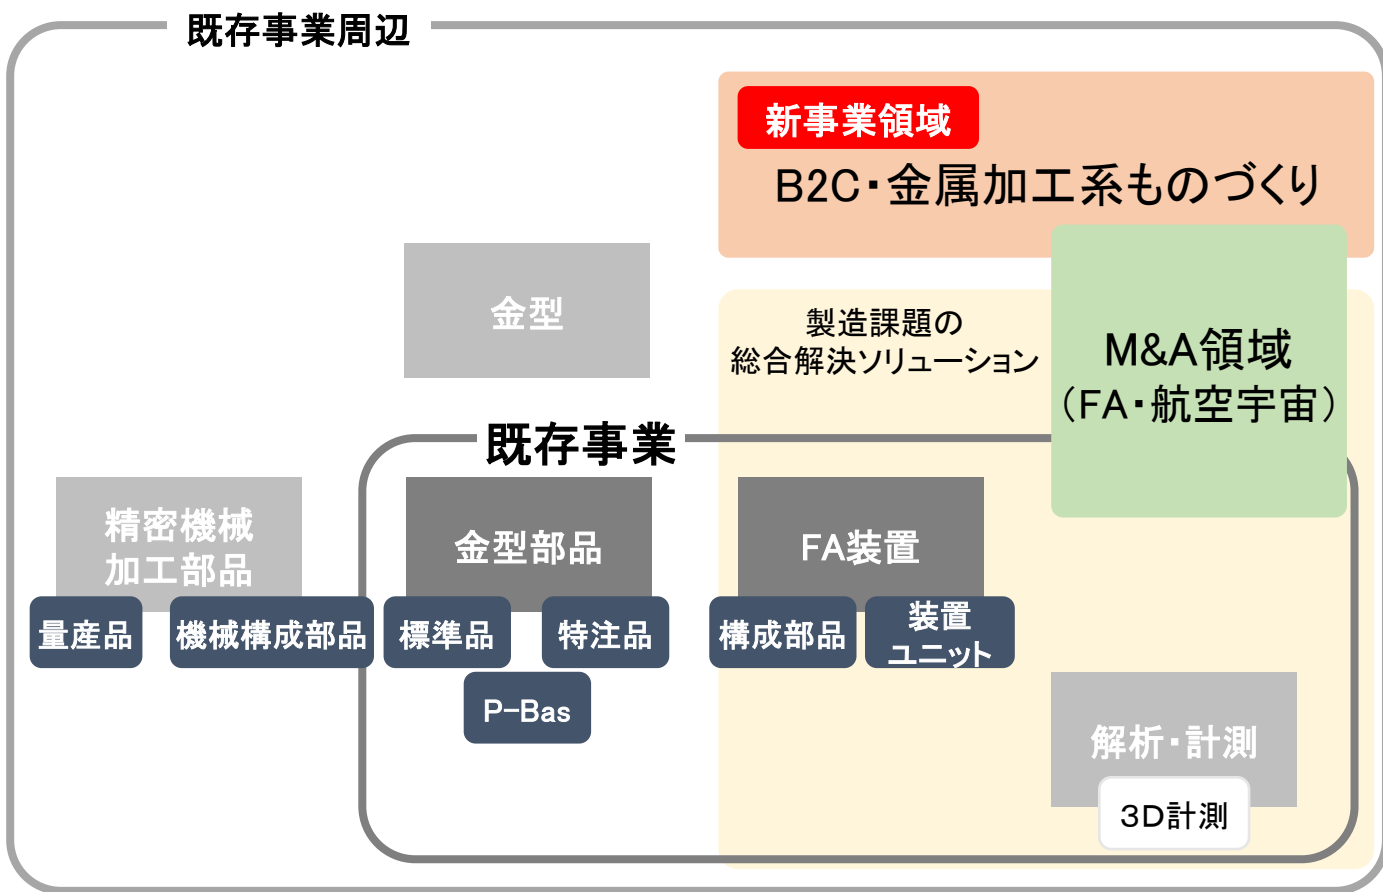 既存事業周辺
新事業領域
B2C・金属加工系ものづくり
金型
製造課題の
総合解決ソリューション
M&A領域
（FA・航空宇宙）
既存事業
精密機械
加工部品
金型部品
FA装置
量産品
機械構成部品
標準品
特注品
構成部品
装置
ユニット
P-Bas
解析・計測
3D計測